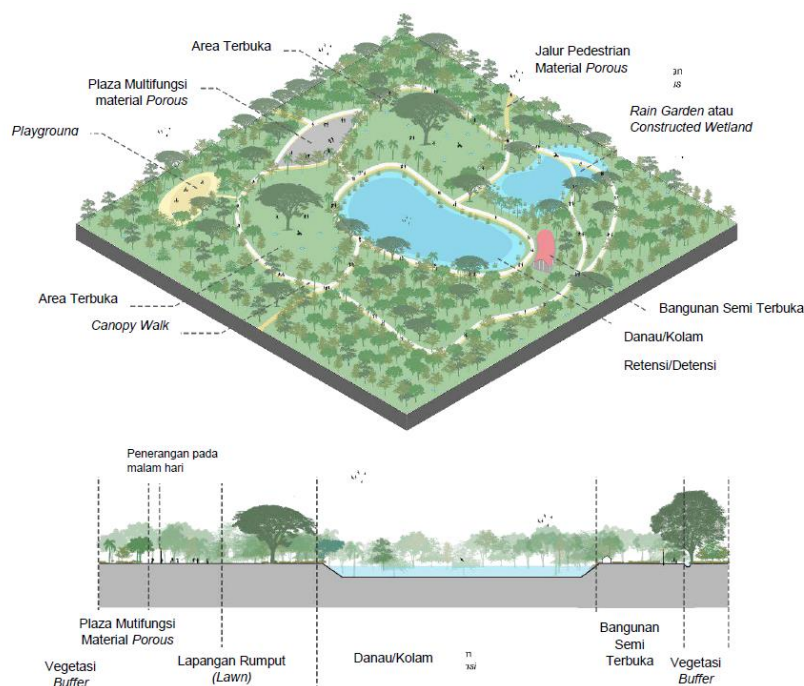 Area Terbuka
Jalur Pedestrian
Material Porous
Plaza Multifungsi
material Porous
Rain Garden atau
Constructed Wetland
Playground
Area Terbuka
Canopy Walk
Bangunan Semi Terbuka
Danau/Kolam
Retensi/Detensi
Penerangan pada
malam hari
Plaza Mutifungsi
Material Porous
Vegetasi
Buffer
Lapangan Rumput
(Lawn)
Danau/Kolam
Bangunan
Semi
Terbuka
Vegetasi
Buffer